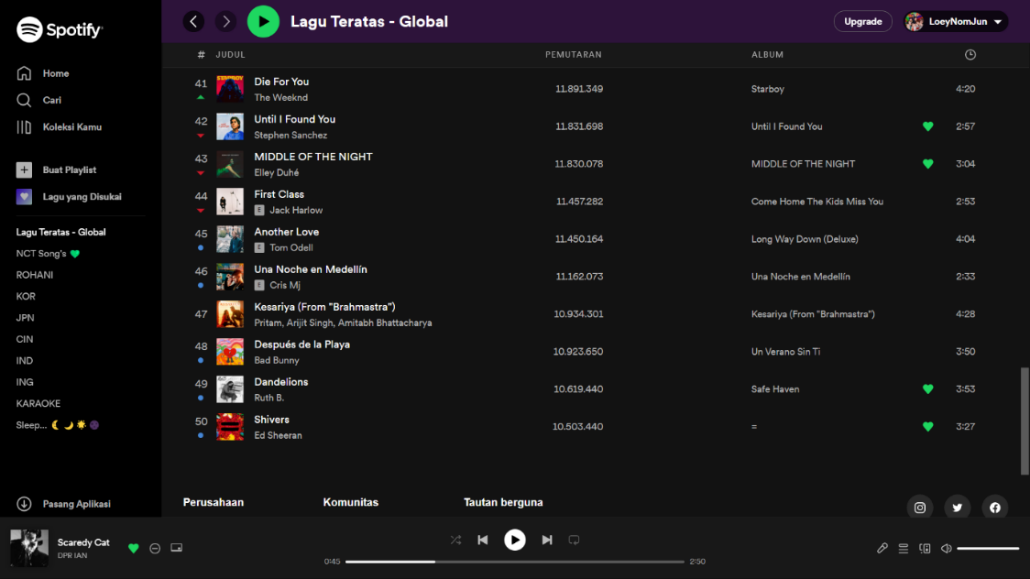 Spotify
Home
Cari
Koleksi Kamu
Buat Playlist
Lagu yang Disukai
Lagu Teratas - Global
NCT Song's 💚
ROHANI
KOR
JPN
CIN
IND
ING
KARAOKE
Sleep...
Pasang Aplikasi
Lagu Teratas - Global
Upgrade
LoeyNomJun
# JUDUL PEMUTARAN ALBUM
41 Die For You 11.891.349 Starboy 4:20
The Weeknd
42 Until I Found You 11.831.698 Until I Found You 2:57
Stephen Sanchez
43 MIDDLE OF THE NIGHT 11.830.078 MIDDLE OF THE NIGHT 3:04
Elley Duhé
44 First Class 11.457.282 Come Home The Kids Miss You 2:53
E Jack Harlow
45 Another Love 11.450.164 Long Way Down (Deluxe) 4:04
E Tom Odell
46 Una Noche en Medellín 11.162.073 Una Noche en Medellín 2:33
E Cris Mj
47 Kesariya (From "Brahmastra") 10.934.301 Kesariya (From "Brahmastra") 4:28
Pritam, Arijit Singh, Amitabh Bhattacharya
48 Después de la Playa 10.923.650 Un Verano Sin Ti 3:50
Bad Bunny
49 Dandelions 10.619.440 Safe Haven 3:53
Ruth B.
50 Shivers 10.503.440 = 3:27
Ed Sheeran
Perusahaan Komunitas Tautan berguna
Scaredy Cat
DPR IAN
0:45 2:50